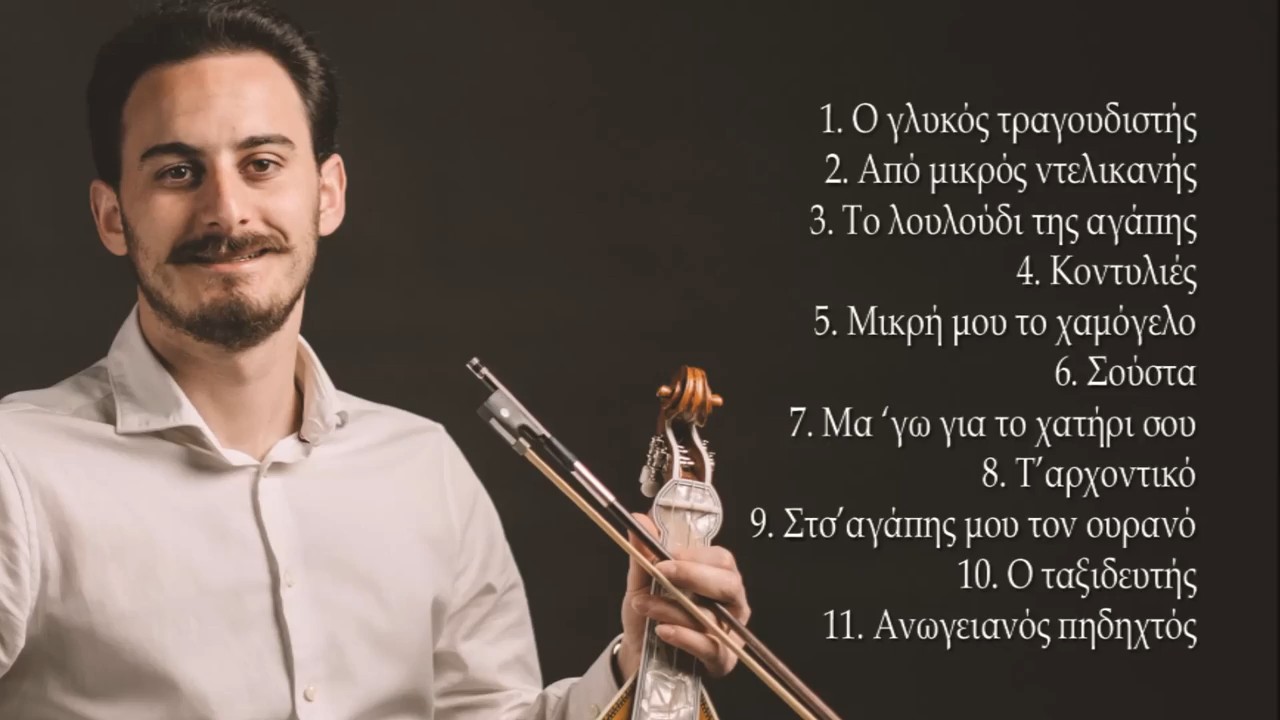 1. Ο γλυκός τραγουδιστής
2. Από μικρός ντελικανής
3. Το λουλούδι της αγάπης
4. Κοντυλιές
5. Μικρή μου το χαμόγελο
6. Σούστα
7. Μα ‘γω για το χατήρι σου
8. Τ’αρχοντικό
9. Στσ’αγάπης μου τον ουρανό
10. Ο ταξιδευτής
11. Ανωγειανός πηδηχτός